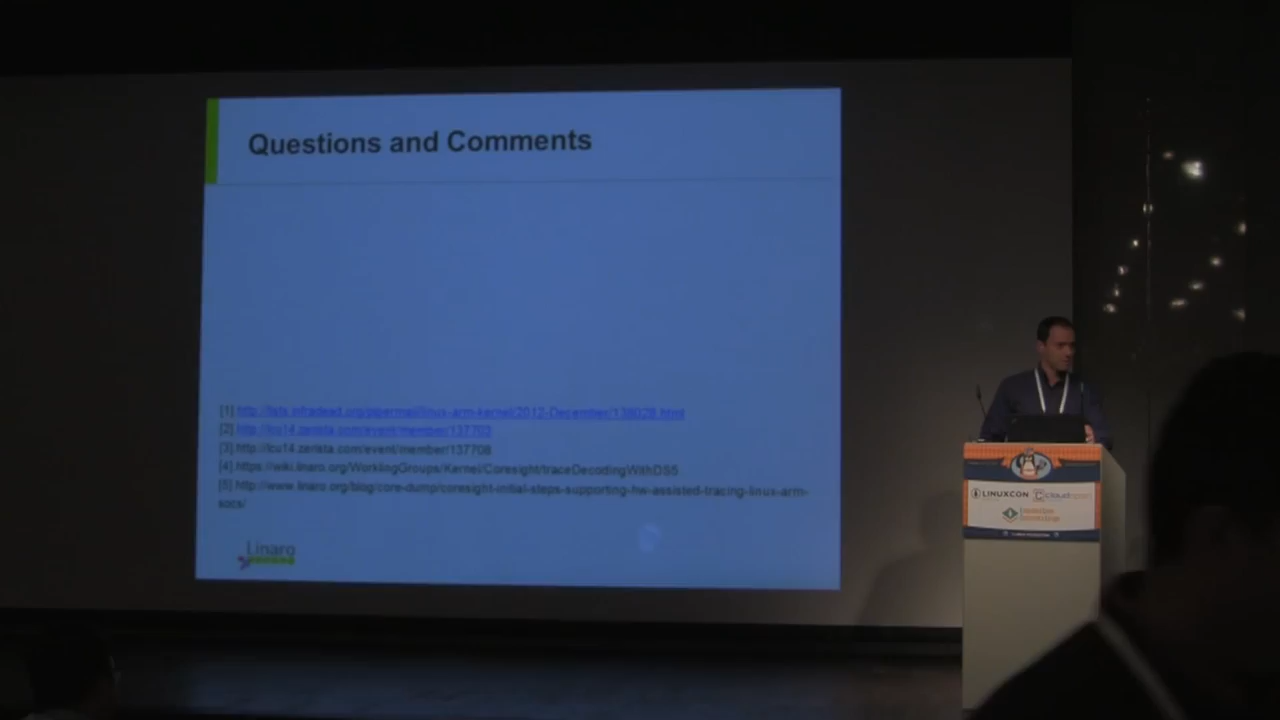 Questions and Comments
[1] http://lists.infradead.org/pipermail/linux-arm-kernel/2012-December/138028.html
[2] http://lcu14.zerista.com/event/member/137703
[3] http://lcu14.zerista.com/event/member/137708
[4] https://wiki.linaro.org/WorkingGroups/Kernel/Coresight/traceDecodingWithDS5
[5] http://www.linaro.org/blog/core-dump/coresight-initial-steps-supporting-hw-assisted-tracing-linux-arm-
socs/
Linaro
LINUXCON